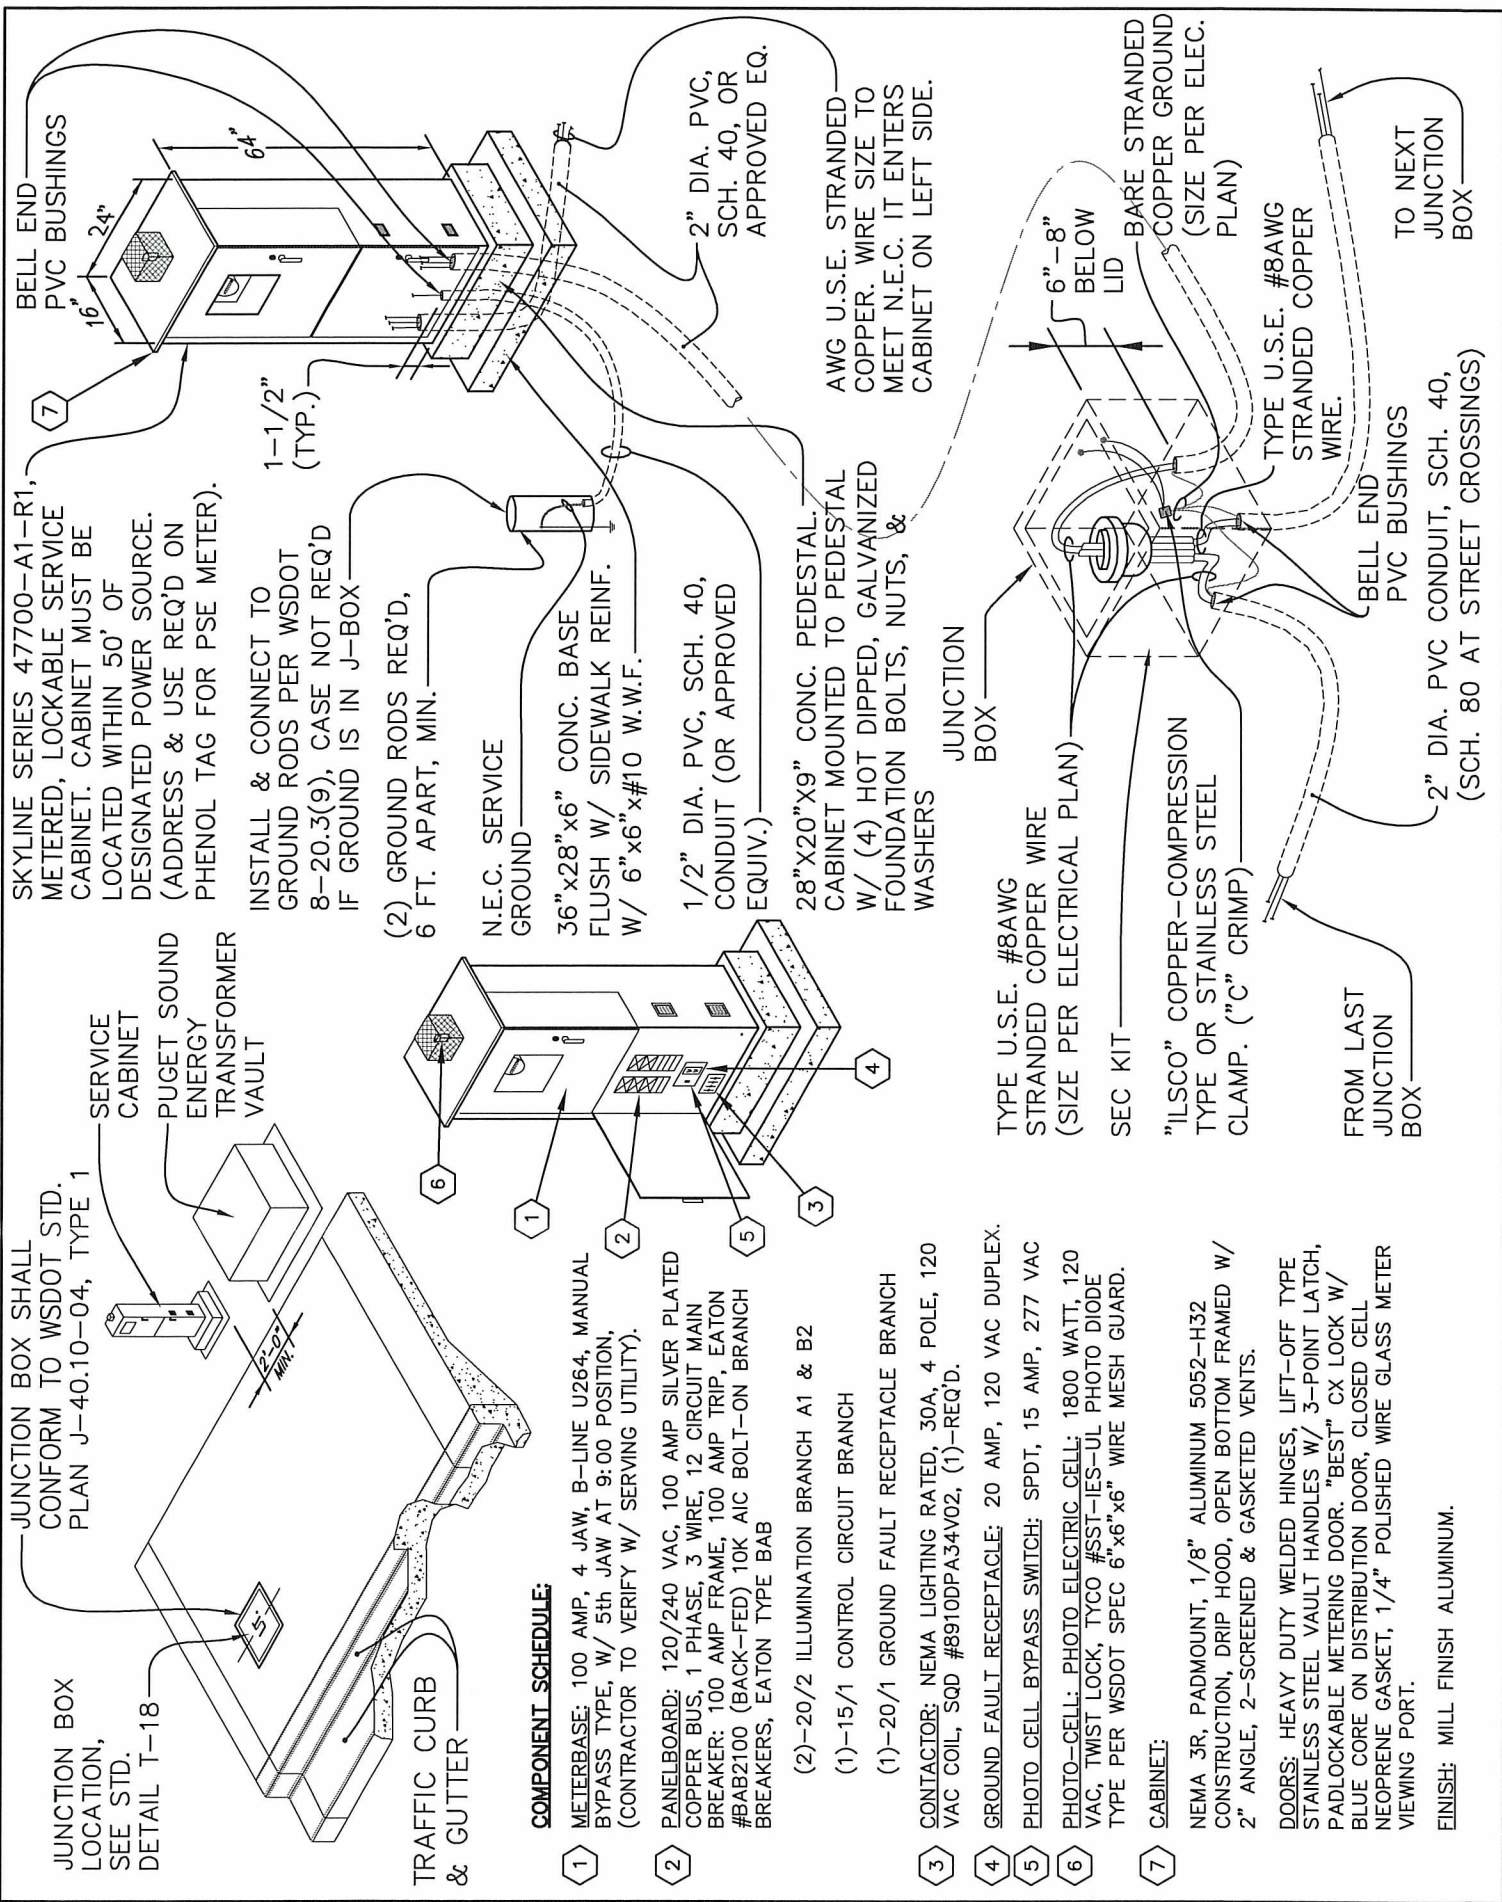 JUNCTION BOX
LOCATION,
SEE STD.
DETAIL T-18
JUNCTION BOX SHALL
CONFORM TO WSDOT STD.
PLAN J-40.10-04, TYPE 1
SERVICE
CABINET
PUGET SOUND
ENERGY
TRANSFORMER
VAULT
2'-0"
MIN.
"S"
TRAFFIC CURB
& GUTTER
SKYLINE SERIES 47700-A1-R1,
METERED, LOCKABLE SERVICE
CABINET. CABINET MUST BE
LOCATED WITHIN 50' OF
DESIGNATED POWER SOURCE.
(ADDRESS & USE REQ'D ON
PHENOL TAG FOR PSE METER).
INSTALL & CONNECT TO
GROUND RODS PER WSDOT
8-20.3(9), CASE NOT REQ'D
IF GROUND IS IN J-BOX
(2) GROUND RODS REQ'D,
6 FT. APART, MIN.
N.E.C. SERVICE
GROUND
36"x28"x6" CONC. BASE
FLUSH W/ SIDEWALK REINF.
W/ 6"x6"x#10 W.W.F.
1/2" DIA. PVC, SCH. 40,
CONDUIT (OR APPROVED
EQUIV.)
28"X20"X9" CONC. PEDESTAL.
CABINET MOUNTED TO PEDESTAL
W/ (4) HOT DIPPED, GALVANIZED
FOUNDATION BOLTS, NUTS, &
WASHERS
7
1-1/2"
(TYP.)
BELL END
PVC BUSHINGS
16"
24"
64"
2" DIA. PVC,
SCH. 40, OR
APPROVED EQ.
AWG U.S.E. STRANDED
COPPER. WIRE SIZE TO
MEET N.E.C. IT ENTERS
CABINET ON LEFT SIDE.
6
1
2
5
3
4
COMPONENT SCHEDULE:
1
METERBASE: 100 AMP, 4 JAW, B-LINE U264, MANUAL
BYPASS TYPE, W/ 5th JAW AT 9:00 POSITION,
(CONTRACTOR TO VERIFY W/ SERVING UTILITY).
2
PANELBOARD: 120/240 VAC, 100 AMP SILVER PLATED
COPPER BUS, 1 PHASE, 3 WIRE, 12 CIRCUIT MAIN
BREAKER: 100 AMP FRAME, 100 AMP TRIP, EATON
#BAB2100 (BACK-FED) 10K AIC BOLT-ON BRANCH
BREAKERS, EATON TYPE BAB
(2)-20/2 ILLUMINATION BRANCH A1 & B2
(1)-15/1 CONTROL CIRCUIT BRANCH
(1)-20/1 GROUND FAULT RECEPTACLE BRANCH
3
CONTACTOR: NEMA LIGHTING RATED, 30A, 4 POLE, 120
VAC COIL, SQD #8910DPA34V02, (1)-REQ'D.
4
GROUND FAULT RECEPTACLE: 20 AMP, 120 VAC DUPLEX.
5
PHOTO CELL BYPASS SWITCH: SPDT, 15 AMP, 277 VAC
6
PHOTO-CELL: PHOTO ELECTRIC CELL: 1800 WATT, 120
VAC, TWIST LOCK, TYCO #SST-IES-UL PHOTO DIODE
TYPE PER WSDOT SPEC 6"x6"x6" WIRE MESH GUARD.
7
CABINET:
NEMA 3R, PADMOUNT, 1/8" ALUMINUM 5052-H32
CONSTRUCTION, DRIP HOOD, OPEN BOTTOM FRAMED W/
2" ANGLE, 2-SCREENED & GASKETED VENTS.
DOORS: HEAVY DUTY WELDED HINGES, LIFT-OFF TYPE
STAINLESS STEEL VAULT HANDLES W/ 3-POINT LATCH,
PADLOCKABLE METERING DOOR. "BEST" CX LOCK W/
BLUE CORE ON DISTRIBUTION DOOR, CLOSED CELL
NEOPRENE GASKET, 1/4" POLISHED WIRE GLASS METER
VIEWING PORT.
FINISH: MILL FINISH ALUMINUM.
JUNCTION
BOX
TYPE U.S.E. #8AWG
STRANDED COPPER WIRE
(SIZE PER ELECTRICAL PLAN)
SEC KIT
"ILSCO" COPPER-COMPRESSION
TYPE OR STAINLESS STEEL
CLAMP. ("C" CRIMP)
FROM LAST
JUNCTION
BOX
6"-8"
BELOW
LID
BARE STRANDED
COPPER GROUND
(SIZE PER ELEC.
PLAN)
TYPE U.S.E. #8AWG
STRANDED COPPER
WIRE.
TO NEXT
JUNCTION
BOX
BELL END
PVC BUSHINGS
2" DIA. PVC CONDUIT, SCH. 40,
(SCH. 80 AT STREET CROSSINGS)